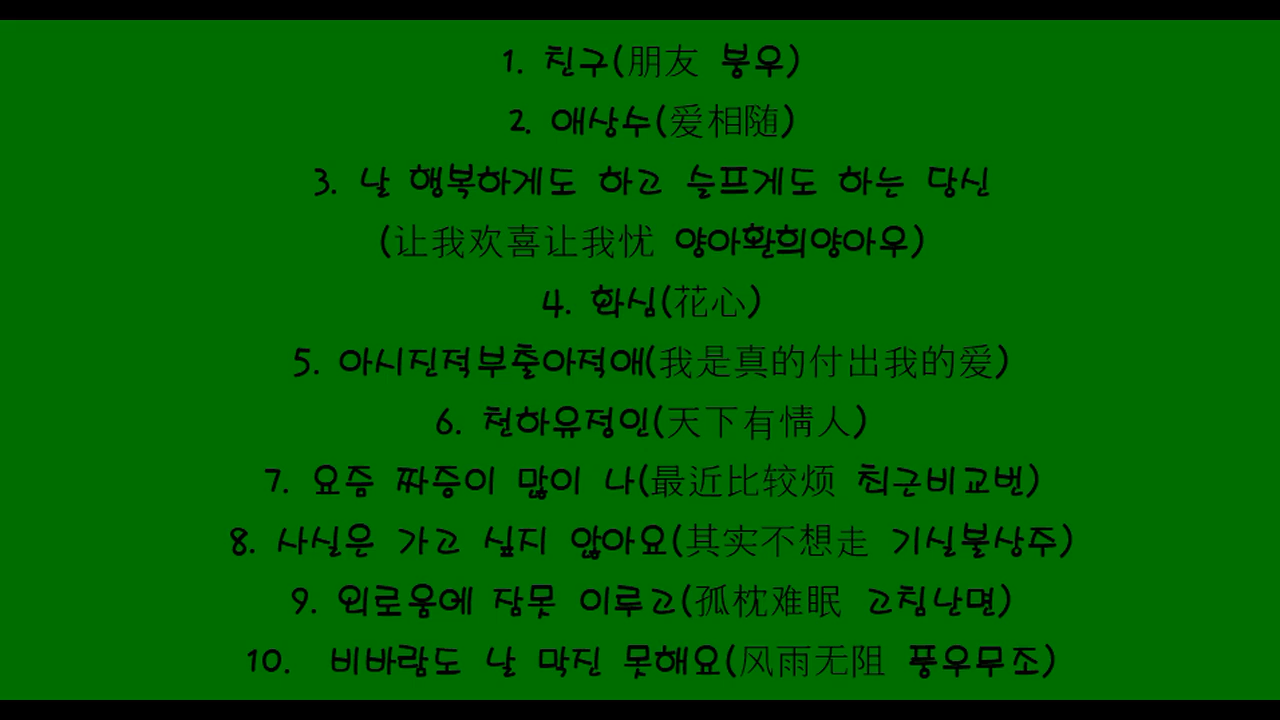 1. 친구(朋友 붕우)
2. 애상수(爱相随)
3. 날 행복하게도 하고 슬프게도 하는 당신
(让我欢喜让我忧 양아환희양아우)
4. 화심(花心)
5. 아시진적부출아적애(我是真的付出我的爱)
6. 천하유정인(天下有情人)
7. 요즘 짜증이 많이 나(最近比较烦 최근비교번)
8. 사실은 가고 싶지 않아요(其实不想走 기실불상주)
9. 외로움에 잠못 이루고(孤枕难眠 고침난면)
10. 비바람도 날 막진 못해요(风雨无阻 풍우무조)